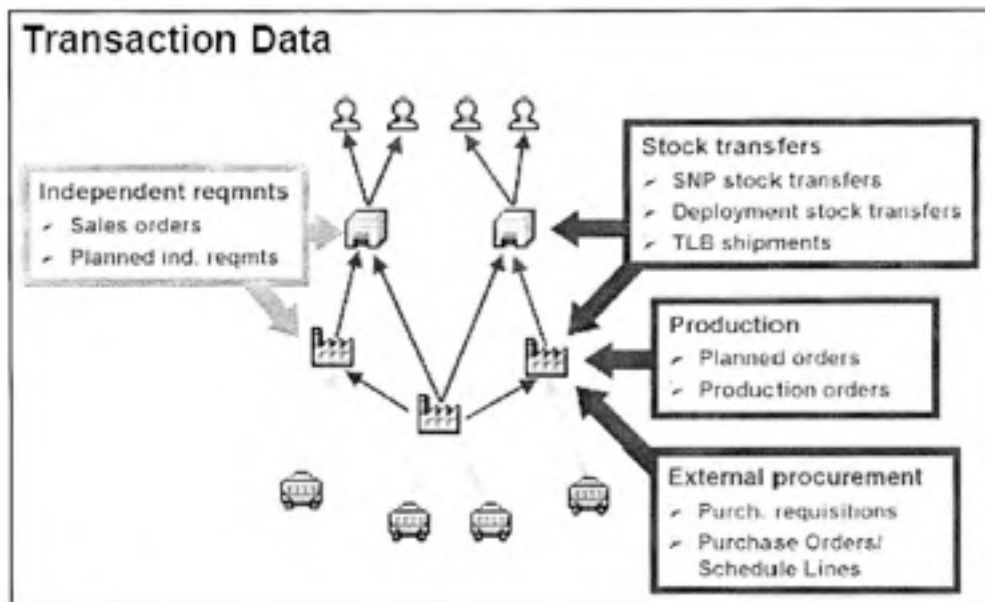 Transaction Data
Independent reqmnts
Sales orders
Planned ind. reqmts
Stock transfers
SNP stock transfers
Deployment stock transfers
TLB shipments
Production
Planned orders
Production orders
External procurement
Purch. requisitions
Purchase Orders/
Schedule Lines